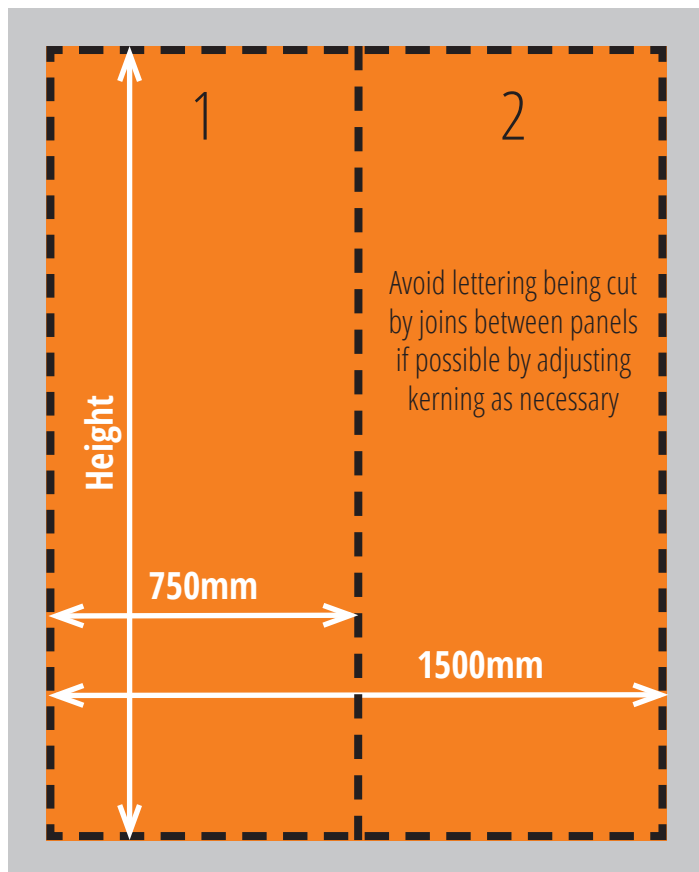 1
2
Avoid lettering being cut
by joins between panels
if possible by adjusting
kerning as necessary
Height
750mm
1500mm